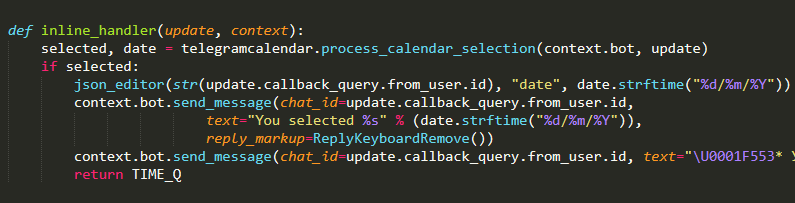 def inline_handler(update, context):
    selected, date = telegramcalendar.process_calendar_selection(context.bot, update)
    if selected:
        json_editor(str(update.callback_query.from_user.id), "date", date.strftime("%d/%m/%Y"))
        context.bot.send_message(chat_id=update.callback_query.from_user.id,
                        text="You selected %s" % (date.strftime("%d/%m/%Y")),
                        reply_markup=ReplyKeyboardRemove())
        context.bot.send_message(chat_id=update.callback_query.from_user.id, text="\U0001F553*
        return TIME_Q